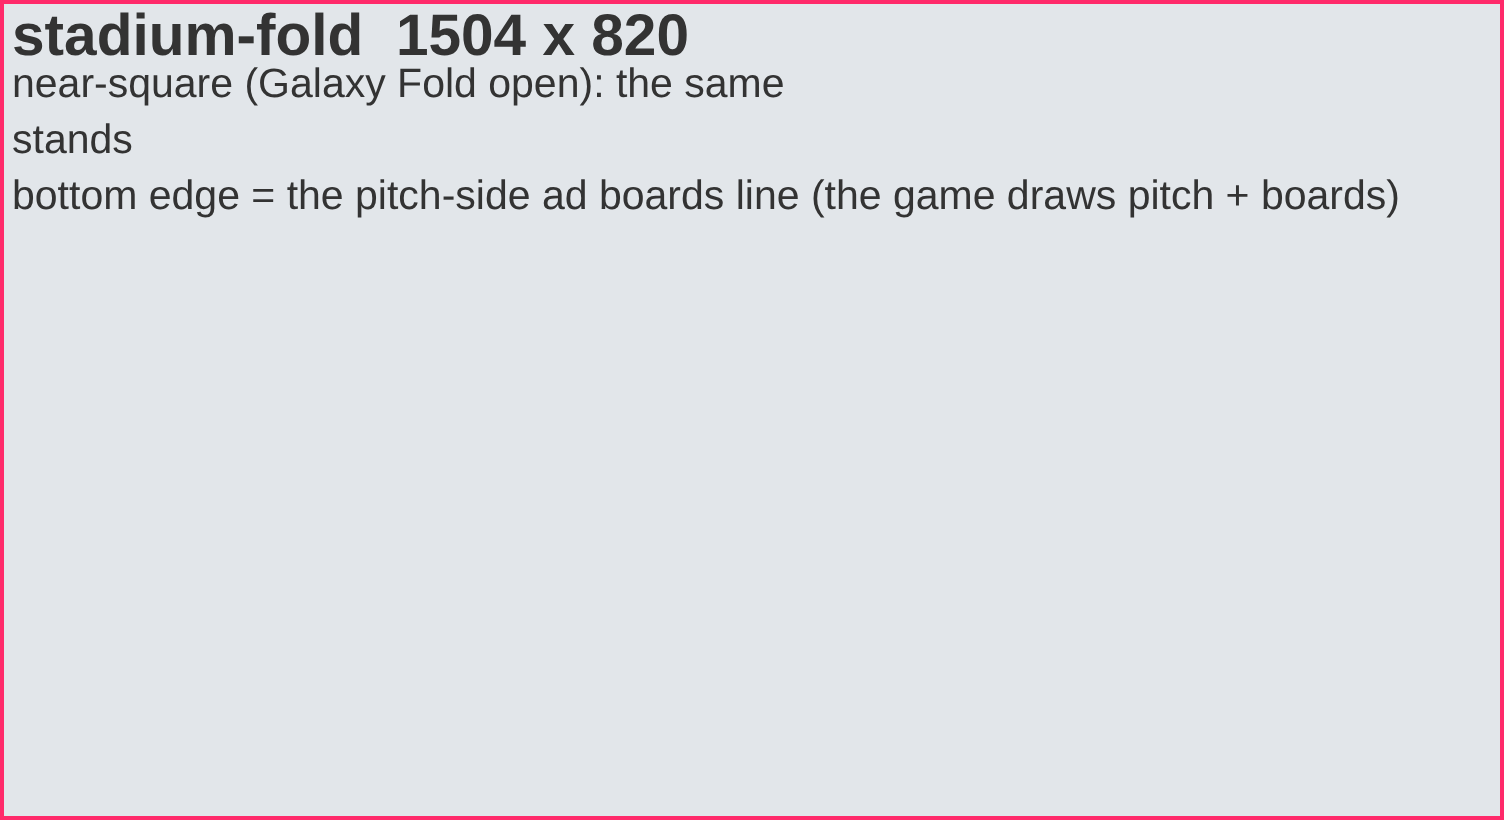 stadium-fold  1504 x 820
near-square (Galaxy Fold open): the same
stands
bottom edge = the pitch-side ad boards line (the game draws pitch + boards)